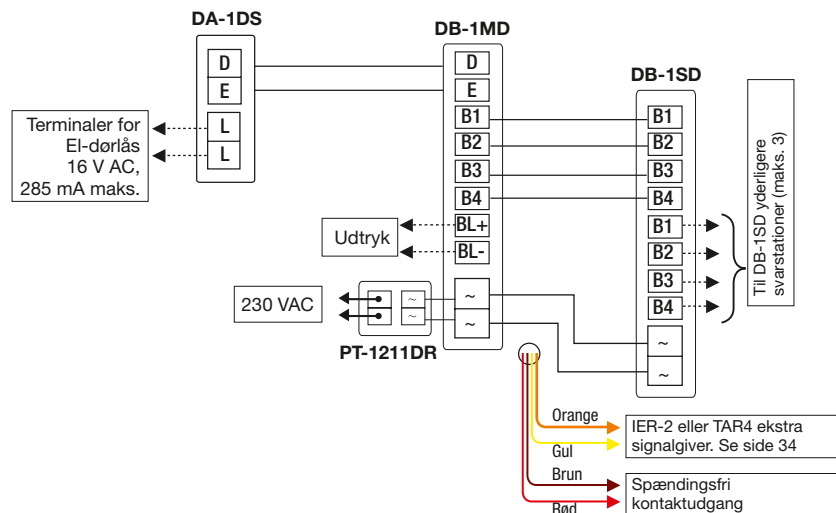 DA-1DS
D
E
L
L
Terminaler for
El-dørlås
16 V AC,
285 mA maks.
DB-1MD
D
E
B1
B2
B3
B4
BL+
BL-
~
~
Udtryk
230 VAC
~
~
PT-1211DR
DB-1SD
B1
B2
B3
B4
B1
B2
B3
B4
~
~
Til DB-1SD yderligere
svarstationer (maks. 3)
Orange
Gul
IER-2 eller TAR4 ekstra
signalgiver. Se side 34
Brun
Rød
Spændingsfri
kontaktudgang